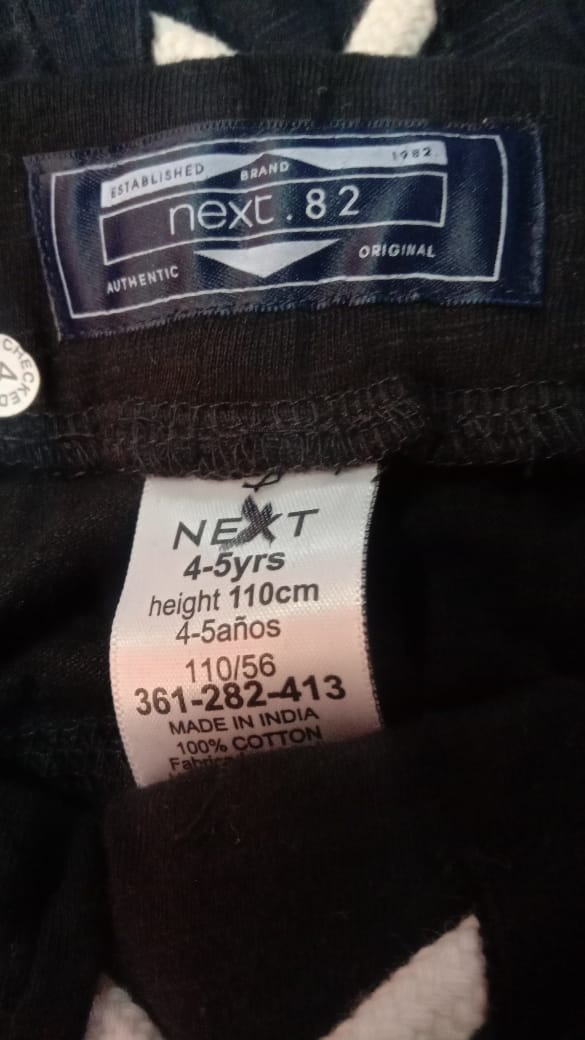 ESTABLISHED BRAND 1982
next.82
AUTHENTIC ORIGINAL
CHECKED
A
NEXT
4-5yrs
height 110cm
4-5años
110/56
361-282-413
MADE IN INDIA
100% COTTON